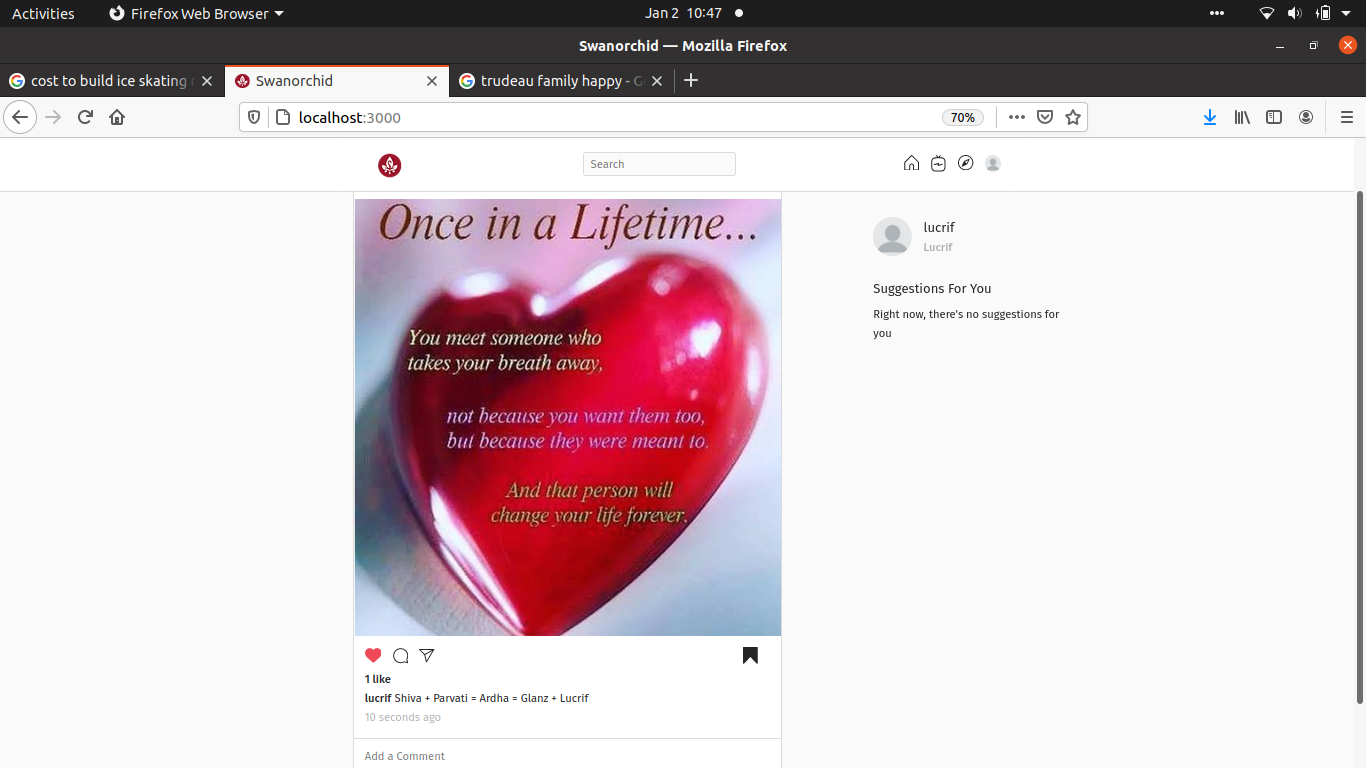 Activities
Firefox Web Browser
Jan 2 10:47
Swanorchid — Mozilla Firefox
cost to build ice skating
Swanorchid
trudeau family happy - G
localhost:3000
70%
Search
Once in a Lifetime...
You meet someone who
takes your breath away,
not because you want them too,
but because they were meant to.
And that person will
change your life forever.
1 like
lucrif Shiva + Parvati = Ardha = Glanz + Lucrif
10 seconds ago
Add a Comment
lucrif
Lucrif
Suggestions For You
Right now, there's no suggestions for
you